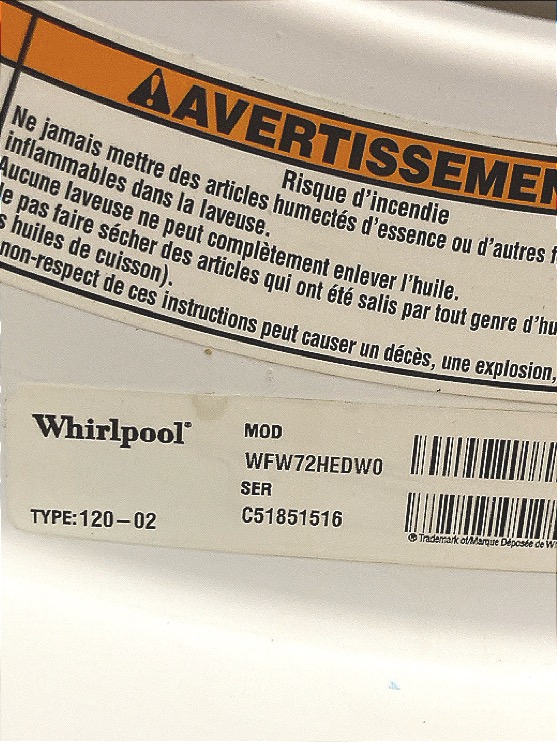 AVERTISSEMEN
Risque d'incendie
Ne jamais mettre des articles humectés d'essence ou d'autres f
inflammables dans la laveuse.
Aucune laveuse ne peut complètement enlever l'huile.
e pas faire sécher des articles qui ont été salis par tout genre d'hu
s huiles de cuisson).
non-respect de ces instructions peut causer un décès, une explosion,
Whirlpool®
MOD
WFW72HEDW0
SER
TYPE:120-02
C51851516
® Trademark of/Marque Déposée de W